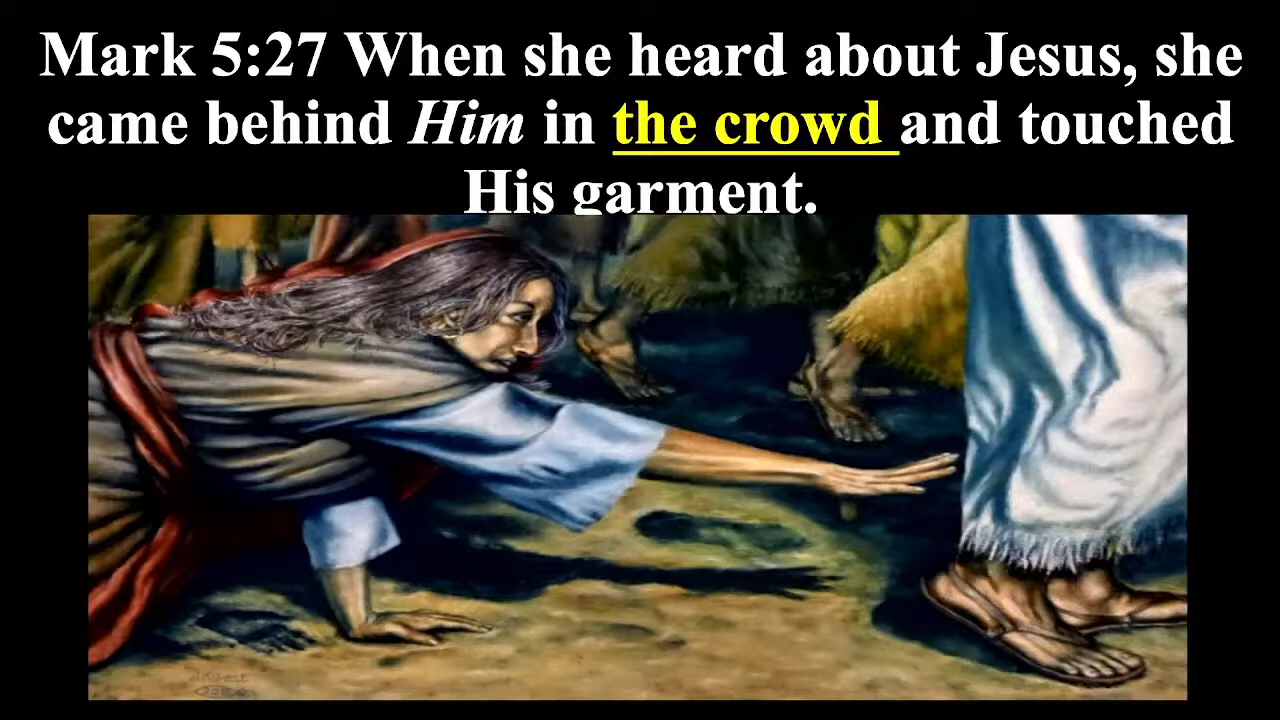 Mark 5:27 When she heard about Jesus, she
came behind Him in the crowd and touched
His garment.